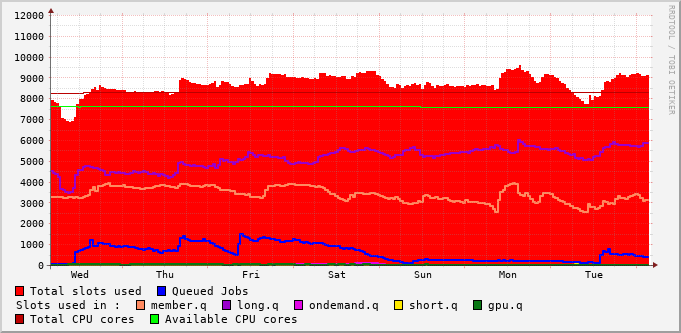 12000
11000
10000
9000
8000
7000
6000
5000
4000
3000
2000
1000
0
Wed Thu Fri Sat Sun Mon Tue
Total slots used Queued Jobs
Slots used in : member.q long.q ondemand.q short.q gpu.q
Total CPU cores Available CPU cores
RRDTOOL / TOBI OETIKER